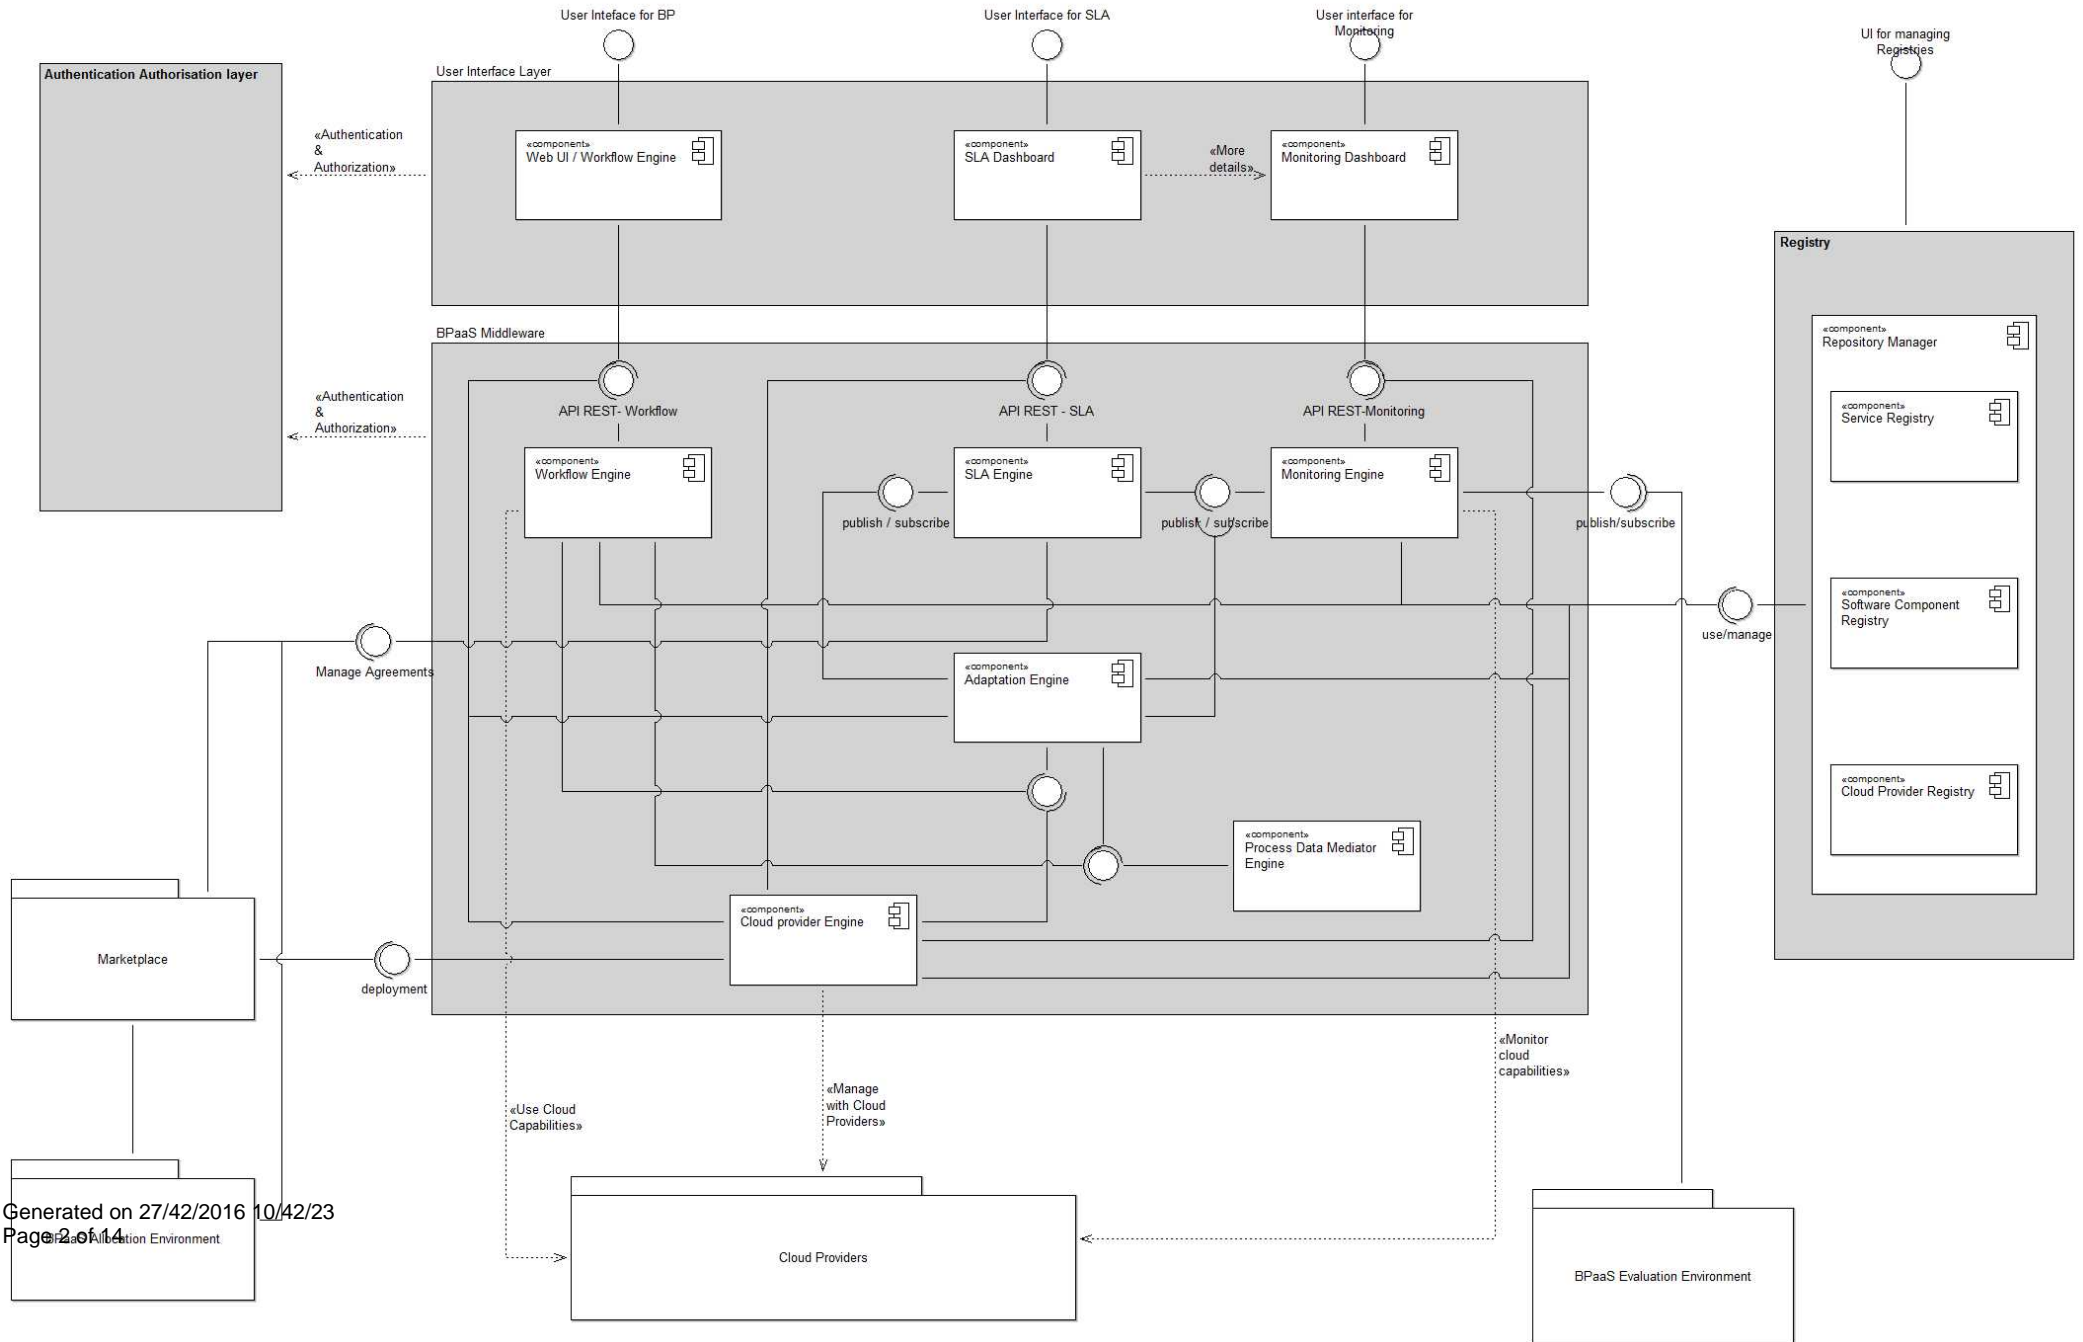 User Inteface for BP
User Interface for SLA
User interface for
Monitoring
UI for managing
Registries
Authentication Authorisation layer
User Interface Layer
«Authentication
&
Authorization»
«component»
Web UI / Workflow Engine
«component»
SLA Dashboard
«More
details»
«component»
Monitoring Dashboard
Registry
BPaaS Middleware
«component»
Repository Manager
«Authentication
&
Authorization»
API REST- Workflow
API REST - SLA
API REST-Monitoring
«component»
Service Registry
«component»
Workflow Engine
«component»
SLA Engine
«component»
Monitoring Engine
publish / subscribe
publish / subscribe
publish/subscribe
«component»
Software Component
Registry
use/manage
Manage Agreements
«component»
Adaptation Engine
«component»
Cloud Provider Registry
«component»
Process Data Mediator
Engine
«component»
Cloud provider Engine
Marketplace
deployment
«Monitor
cloud
capabilities»
«Use Cloud
Capabilities»
«Manage
with Cloud
Providers»
Generated on 27/42/2016 10/42/23
Page 2 of 14
BPaaS Allocation Environment
Cloud Providers
BPaaS Evaluation Environment